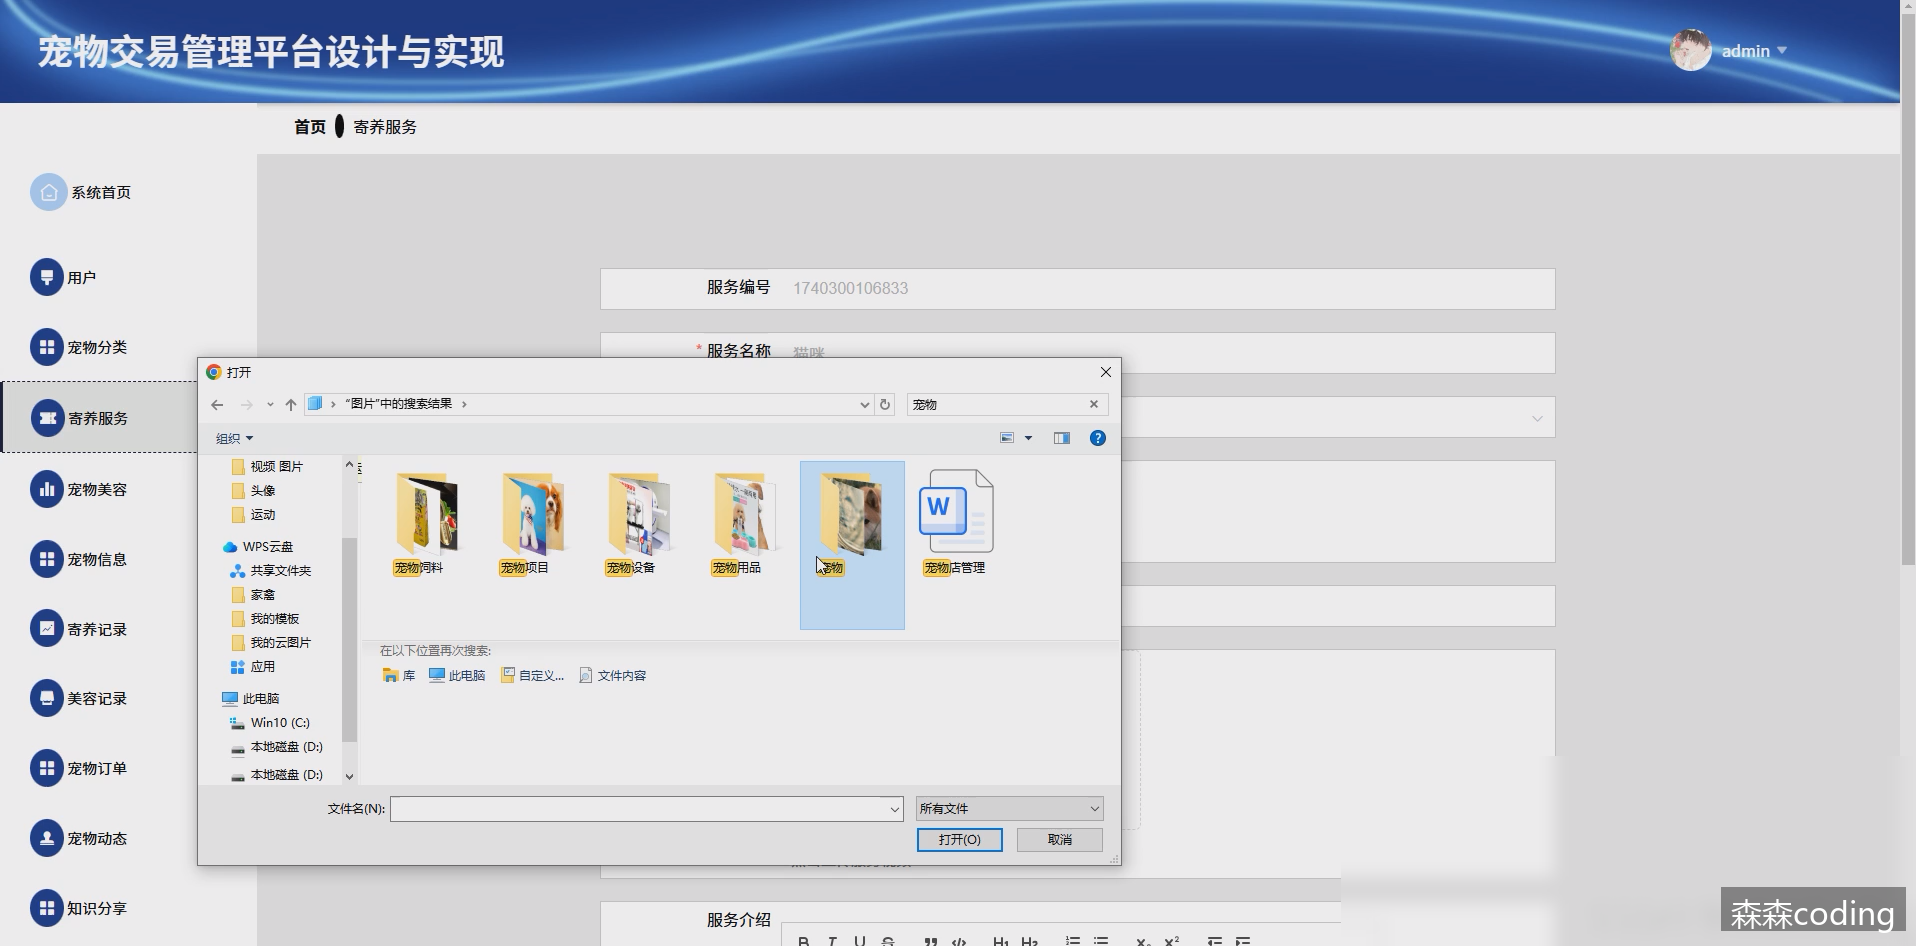 宠物交易管理平台设计与实现
admin
首页
寄养服务
系统首页
用户
宠物分类
寄养服务
宠物美容
宠物信息
寄养记录
美容记录
宠物订单
宠物动态
知识分享
服务编号 1740300106833
* 服务名称 猫咪
打开
"图片"中的搜索结果
宠物
组织
视频 图片
头像
运动
WPS云盘
共享文件夹
家禽
我的模板
我的云图片
应用
此电脑
Win10 (C:)
本地磁盘 (D:)
本地磁盘 (D:)
宠物饲料
宠物项目
宠物设备
宠物用品
宠物
宠物店管理
在以下位置再次搜索:
库 此电脑 自定义... 文件内容
文件名(N):
所有文件
打开(O)
取消
服务介绍
B I U S H₁ H₂ X₂ X²
森森coding